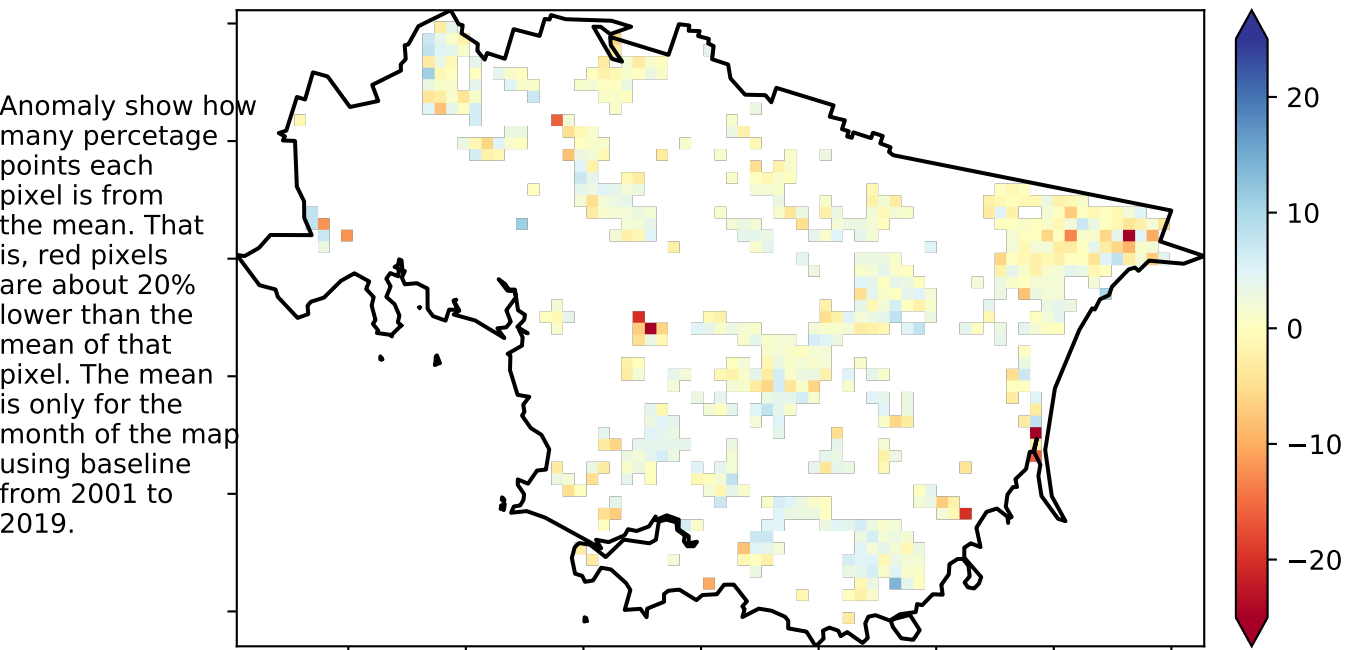 Anomaly show how
many percetage
points each
pixel is from
the mean. That
is, red pixels
are about 20%
lower than the
mean of that
pixel. The mean
is only for the
month of the map
using baseline
from 2001 to
2019.
20
10
0
−10
−20